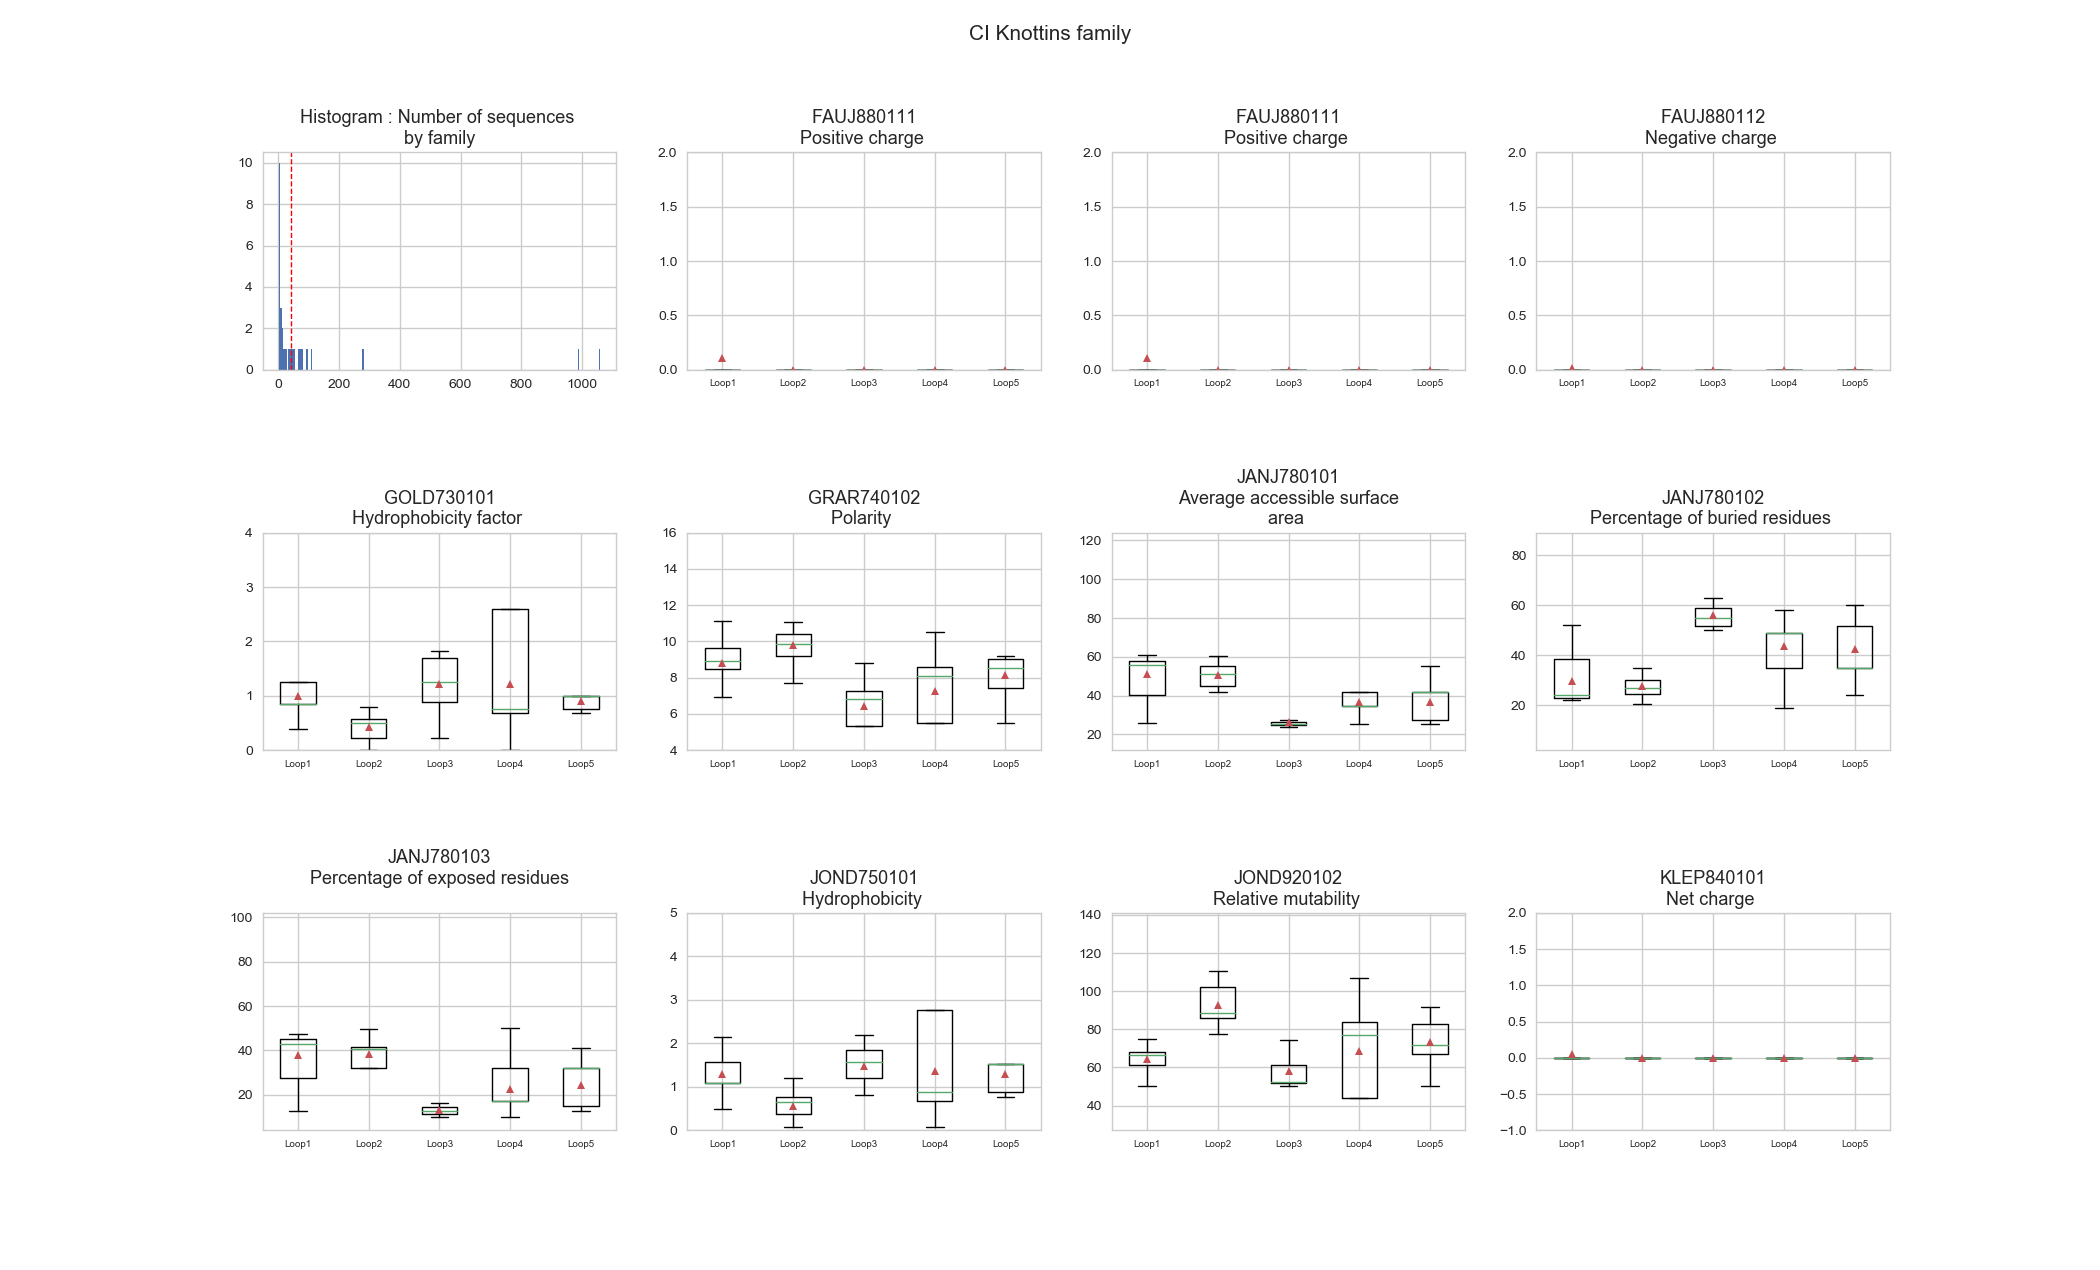 CI Knottins family
Histogram : Number of sequences
by family
10
8
6
4
2
0
0 200 400 600 800 1000
FAUJ880111
Positive charge
2.0
1.5
1.0
0.5
0.0
Loop1 Loop2 Loop3 Loop4 Loop5
FAUJ880111
Positive charge
2.0
1.5
1.0
0.5
0.0
Loop1 Loop2 Loop3 Loop4 Loop5
FAUJ880112
Negative charge
2.0
1.5
1.0
0.5
0.0
Loop1 Loop2 Loop3 Loop4 Loop5
GOLD730101
Hydrophobicity factor
4
3
2
1
0
Loop1 Loop2 Loop3 Loop4 Loop5
GRAR740102
Polarity
16
14
12
10
8
6
4
Loop1 Loop2 Loop3 Loop4 Loop5
JANJ780101
Average accessible surface
area
120
100
80
60
40
20
Loop1 Loop2 Loop3 Loop4 Loop5
JANJ780102
Percentage of buried residues
80
60
40
20
Loop1 Loop2 Loop3 Loop4 Loop5
JANJ780103
Percentage of exposed residues
100
80
60
40
20
Loop1 Loop2 Loop3 Loop4 Loop5
JOND750101
Hydrophobicity
5
4
3
2
1
0
Loop1 Loop2 Loop3 Loop4 Loop5
JOND920102
Relative mutability
140
120
100
80
60
40
Loop1 Loop2 Loop3 Loop4 Loop5
KLEP840101
Net charge
2.0
1.5
1.0
0.5
0.0
−0.5
−1.0
Loop1 Loop2 Loop3 Loop4 Loop5